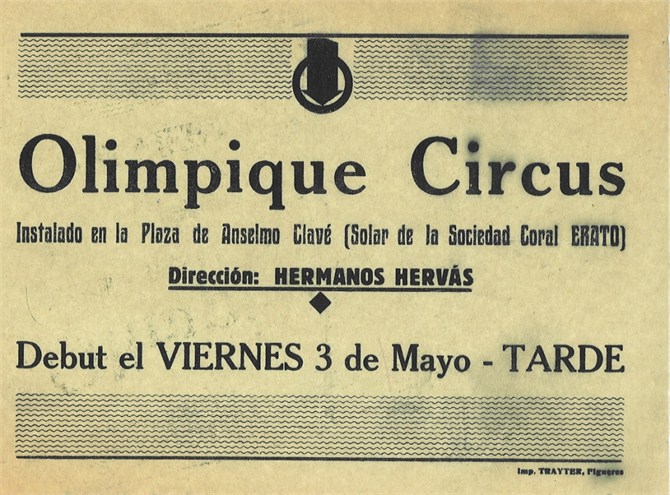 Olimpique Circus
Instalado en la Plaza de Anselmo Clavé (Solar de la Sociedad Coral ERATO)
Dirección: HERMANOS HERVÁS
Debut el VIERNES 3 de Mayo - TARDE
Imp. TRAYTER, Figueres